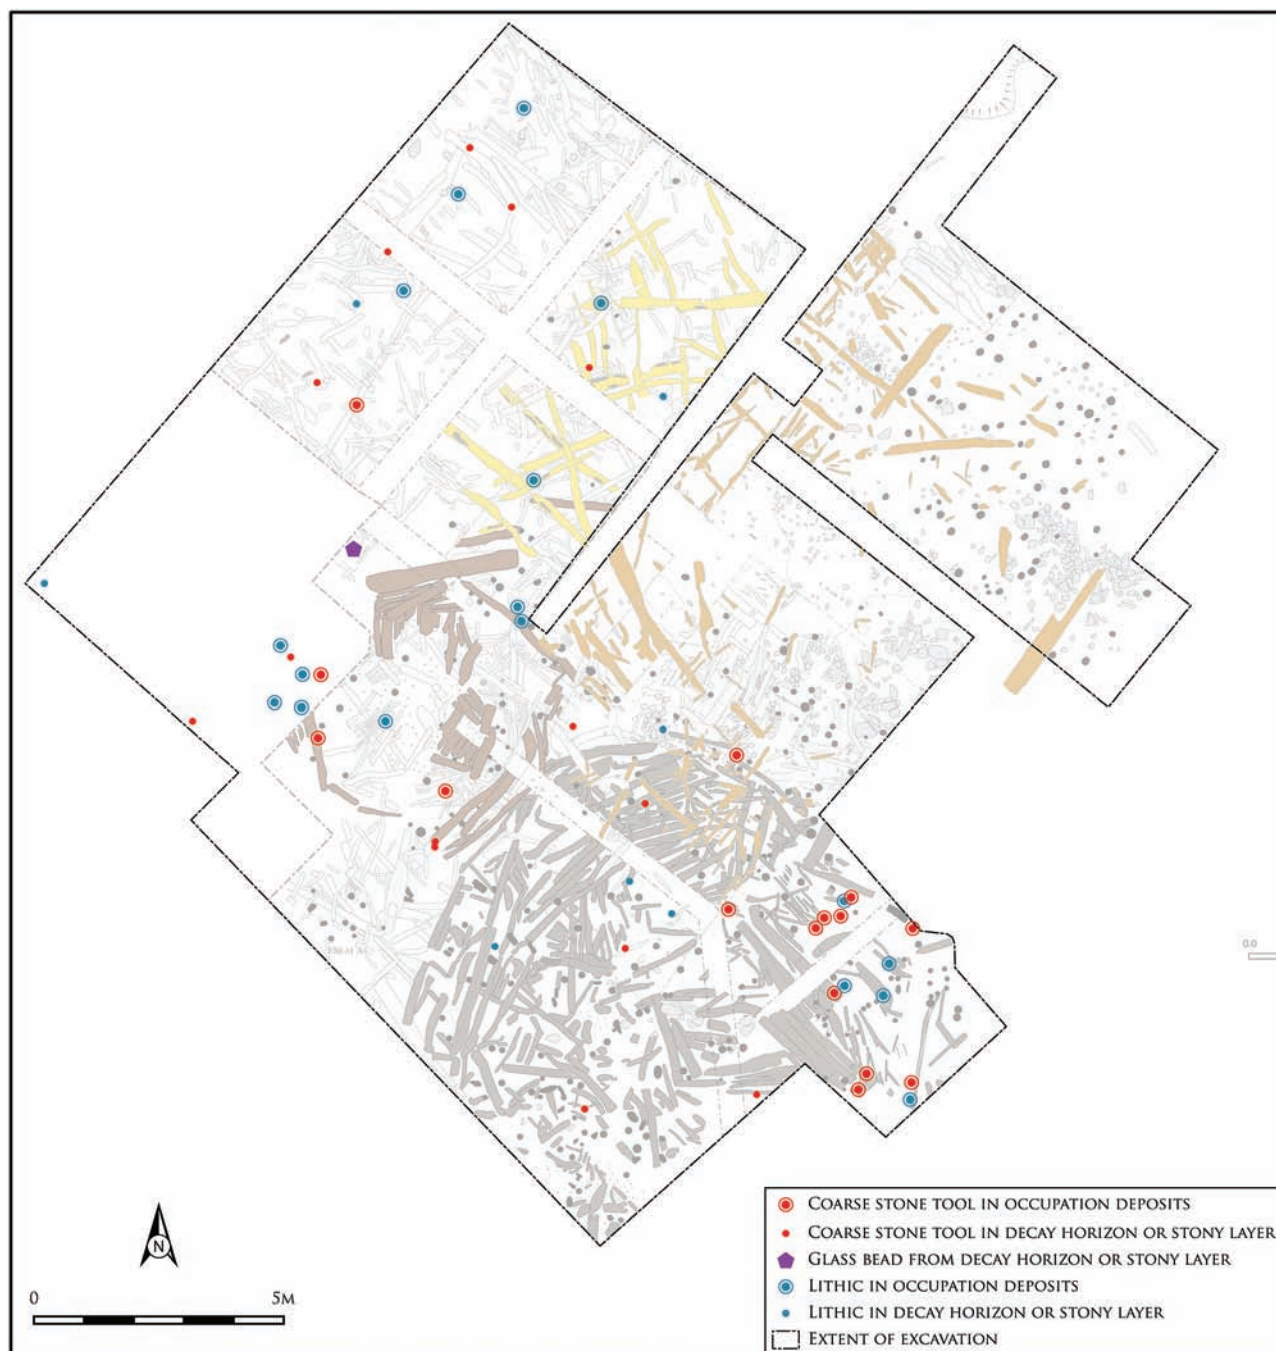 0.0
N
0 5M
COARSE STONE TOOL IN OCCUPATION DEPOSITS
COARSE STONE TOOL IN DECAY HORIZON OR STONY LAYER
GLASS BEAD FROM DECAY HORIZON OR STONY LAYER
LITHIC IN OCCUPATION DEPOSITS
LITHIC IN DECAY HORIZON OR STONY LAYER
EXTENT OF EXCAVATION